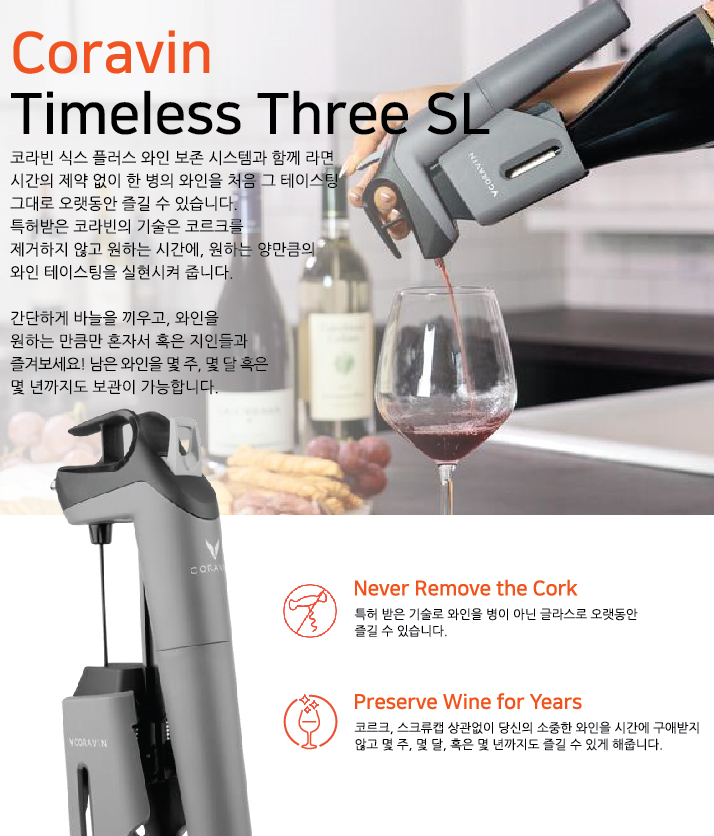 Coravin
Timeless Three SL
코라빈 식스 플러스 와인 보존 시스템과 함께 라면
시간의 제약 없이 한 병의 와인을 처음 그 테이스팅
그대로 오랫동안 즐길 수 있습니다.
특허받은 코라빈의 기술은 코르크를
제거하지 않고 원하는 시간에, 원하는 양만큼의
와인 테이스팅을 실현시켜 줍니다.
간단하게 바늘을 끼우고, 와인을
원하는 만큼만 혼자서 혹은 지인들과
즐겨보세요! 남은 와인을 몇 주, 몇 달 혹은
몇 년까지도 보관이 가능합니다.
CORAVIN
CORAVIN
CORAVIN
Never Remove the Cork
특허 받은 기술로 와인을 병이 아닌 글라스로 오랫동안
즐길 수 있습니다.
Preserve Wine for Years
코르크, 스크류캡 상관없이 당신의 소중한 와인을 시간에 구애받지
않고 몇 주, 몇 달, 혹은 몇 년까지도 즐길 수 있게 해줍니다.